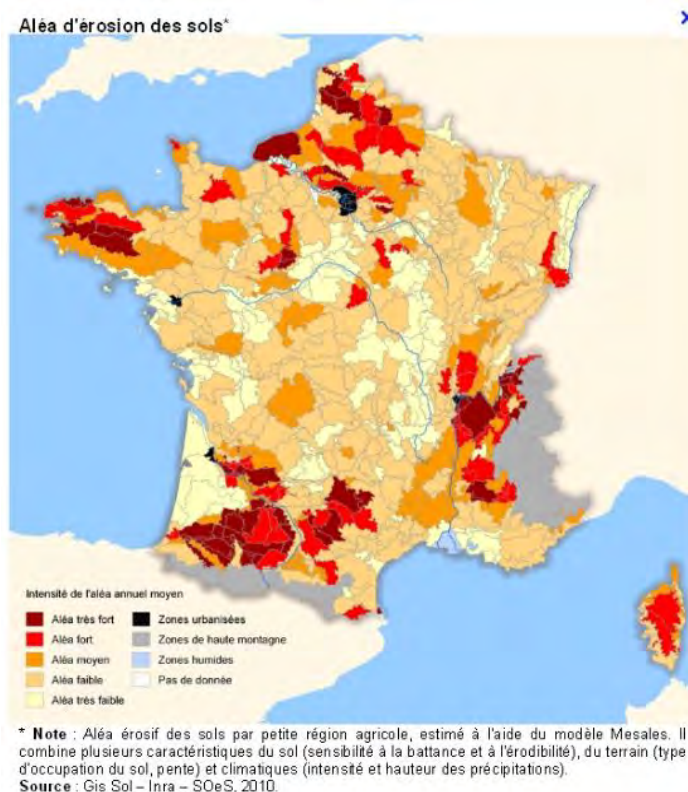 Aléa d'érosion des sols*
Intensité de l'aléa annuel moyen
Aléa très fort
Aléa fort
Aléa moyen
Aléa faible
Aléa très faible
Zones urbanisées
Zones de haute montagne
Zones humides
Pas de donnée
* Note : Aléa érosif des sols par petite région agricole, estimé à l'aide du modèle Mesales. Il
combine plusieurs caractéristiques du sol (sensibilité à la battance et à l'érodibilité), du terrain (type
d'occupation du sol, pente) et climatiques (intensité et hauteur des précipitations).
Source : Gis Sol – Inra – SOeS, 2010.